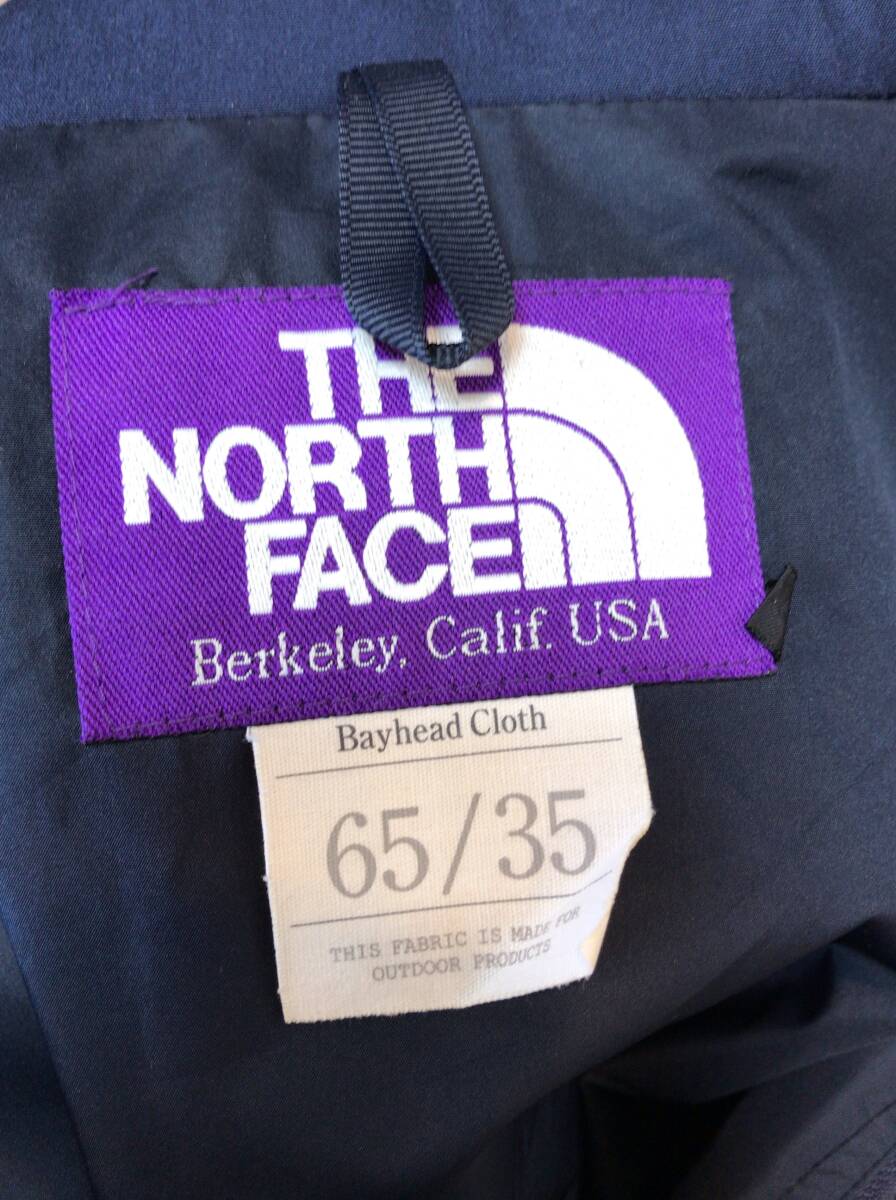 THE
NORTH
FACE
Berkeley, Calif. USA
Bayhead Cloth
65/35
THIS FABRIC IS MADE FOR
OUTDOOR PRODUCTS